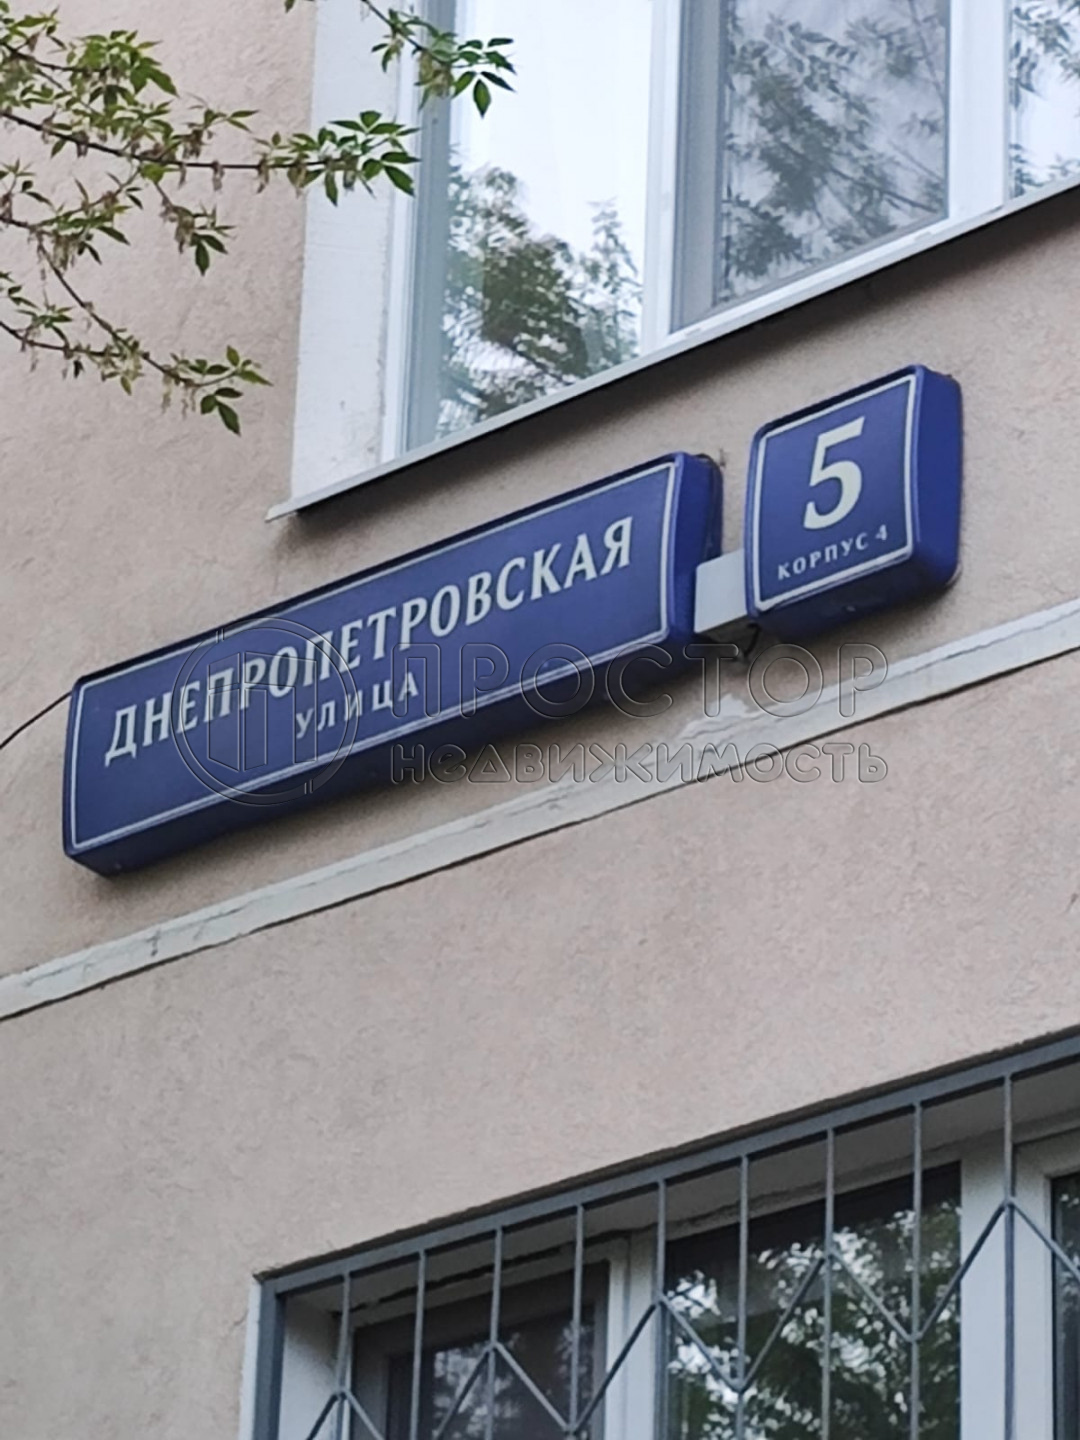 ДНЕПРОПЕТРОВСКАЯ
УЛИЦА
5
КОРПУС 4
ПРОСТОР
НЕДВИЖИМОСТЬ